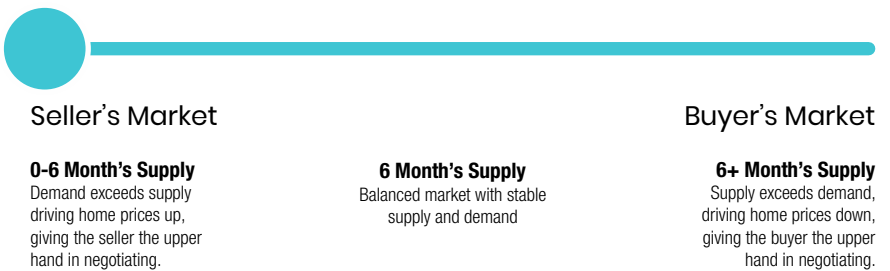 Seller's Market
Buyer's Market
0-6 Month's Supply
Demand exceeds supply
driving home prices up,
giving the seller the upper
hand in negotiating.
6 Month's Supply
Balanced market with stable
supply and demand
6+ Month's Supply
Supply exceeds demand,
driving home prices down,
giving the buyer the upper
hand in negotiating.